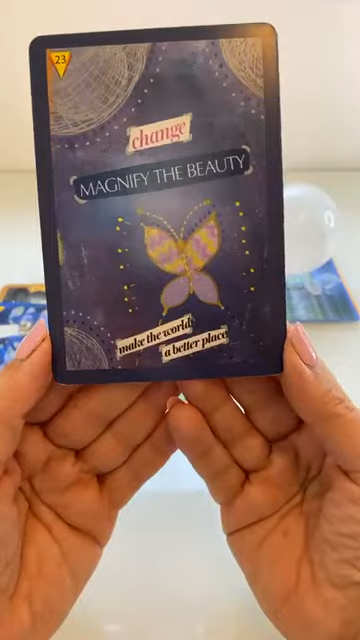 23
change
MAGNIFY THE BEAUTY
make the world
a better place